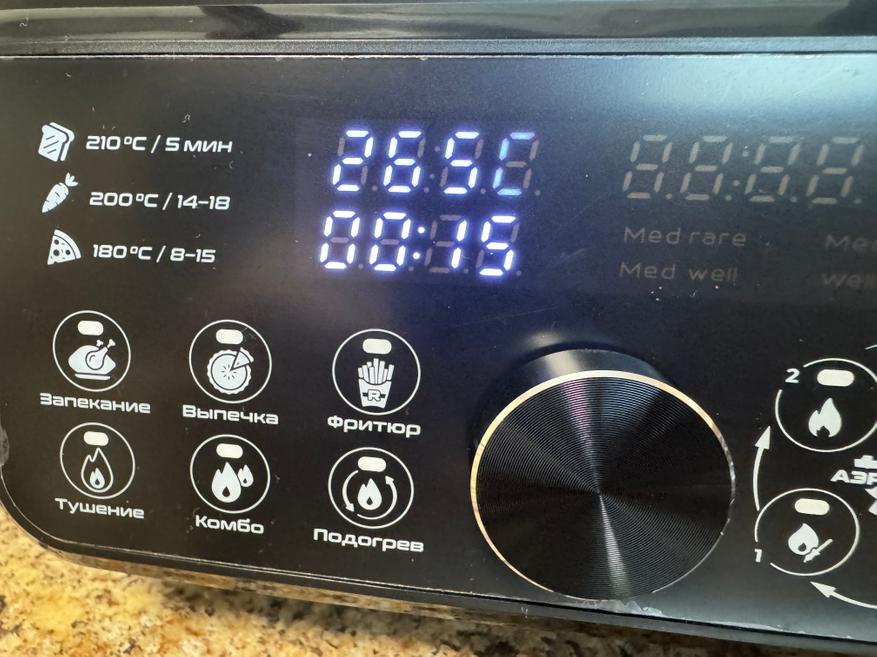 210°C / 5 мин
200°C / 14-18
180°C / 8-15
265C
00:15
Med rare
Med well
Запекание
Выпечка
Фритюр
R
Тушение
Комбо
Подогрев
2
1